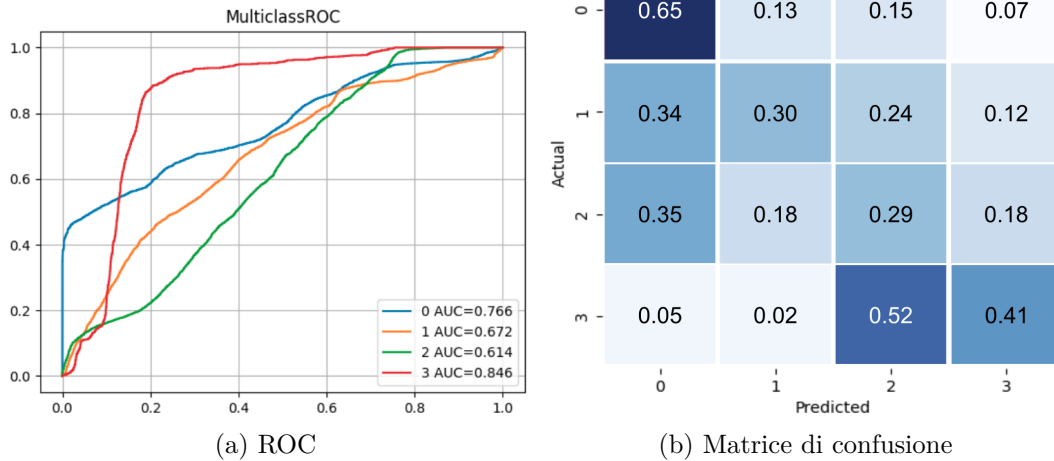 MulticlassROC
1.0
0.8
0.6
0.4
0.2
0.0
0.0 0.2 0.4 0.6 0.8 1.0
0 AUC=0.766
1 AUC=0.672
2 AUC=0.614
3 AUC=0.846
(a) ROC
Actual
0 0.65 0.13 0.15 0.07
1 0.34 0.30 0.24 0.12
2 0.35 0.18 0.29 0.18
3 0.05 0.02 0.52 0.41
0 1 2 3
Predicted
(b) Matrice di confusione